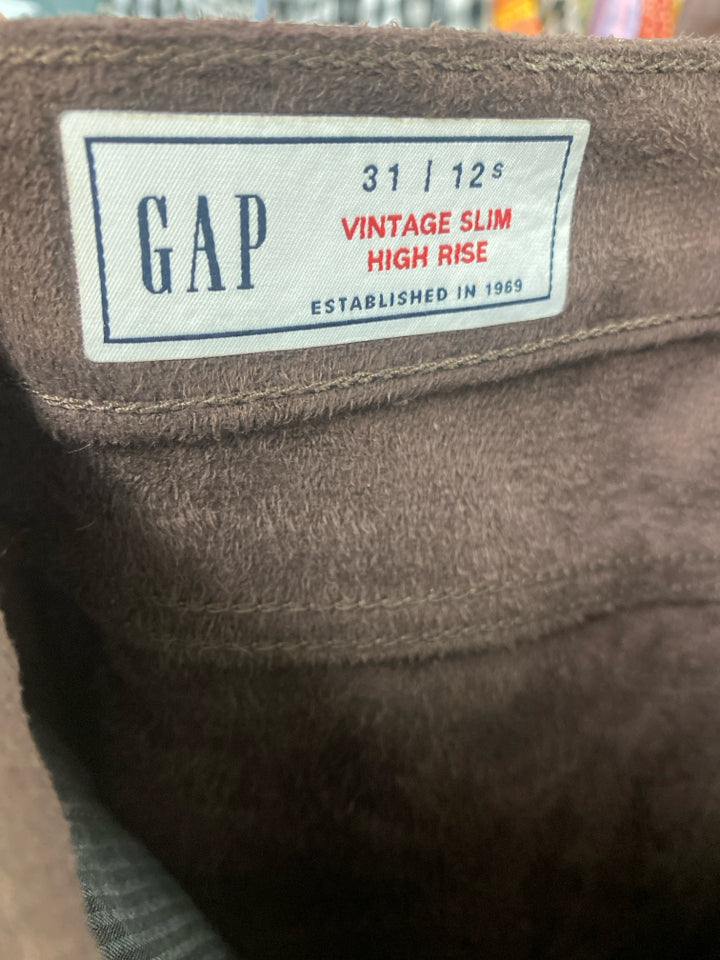 GAP
31 | 12S
VINTAGE SLIM
HIGH RISE
ESTABLISHED IN 1969